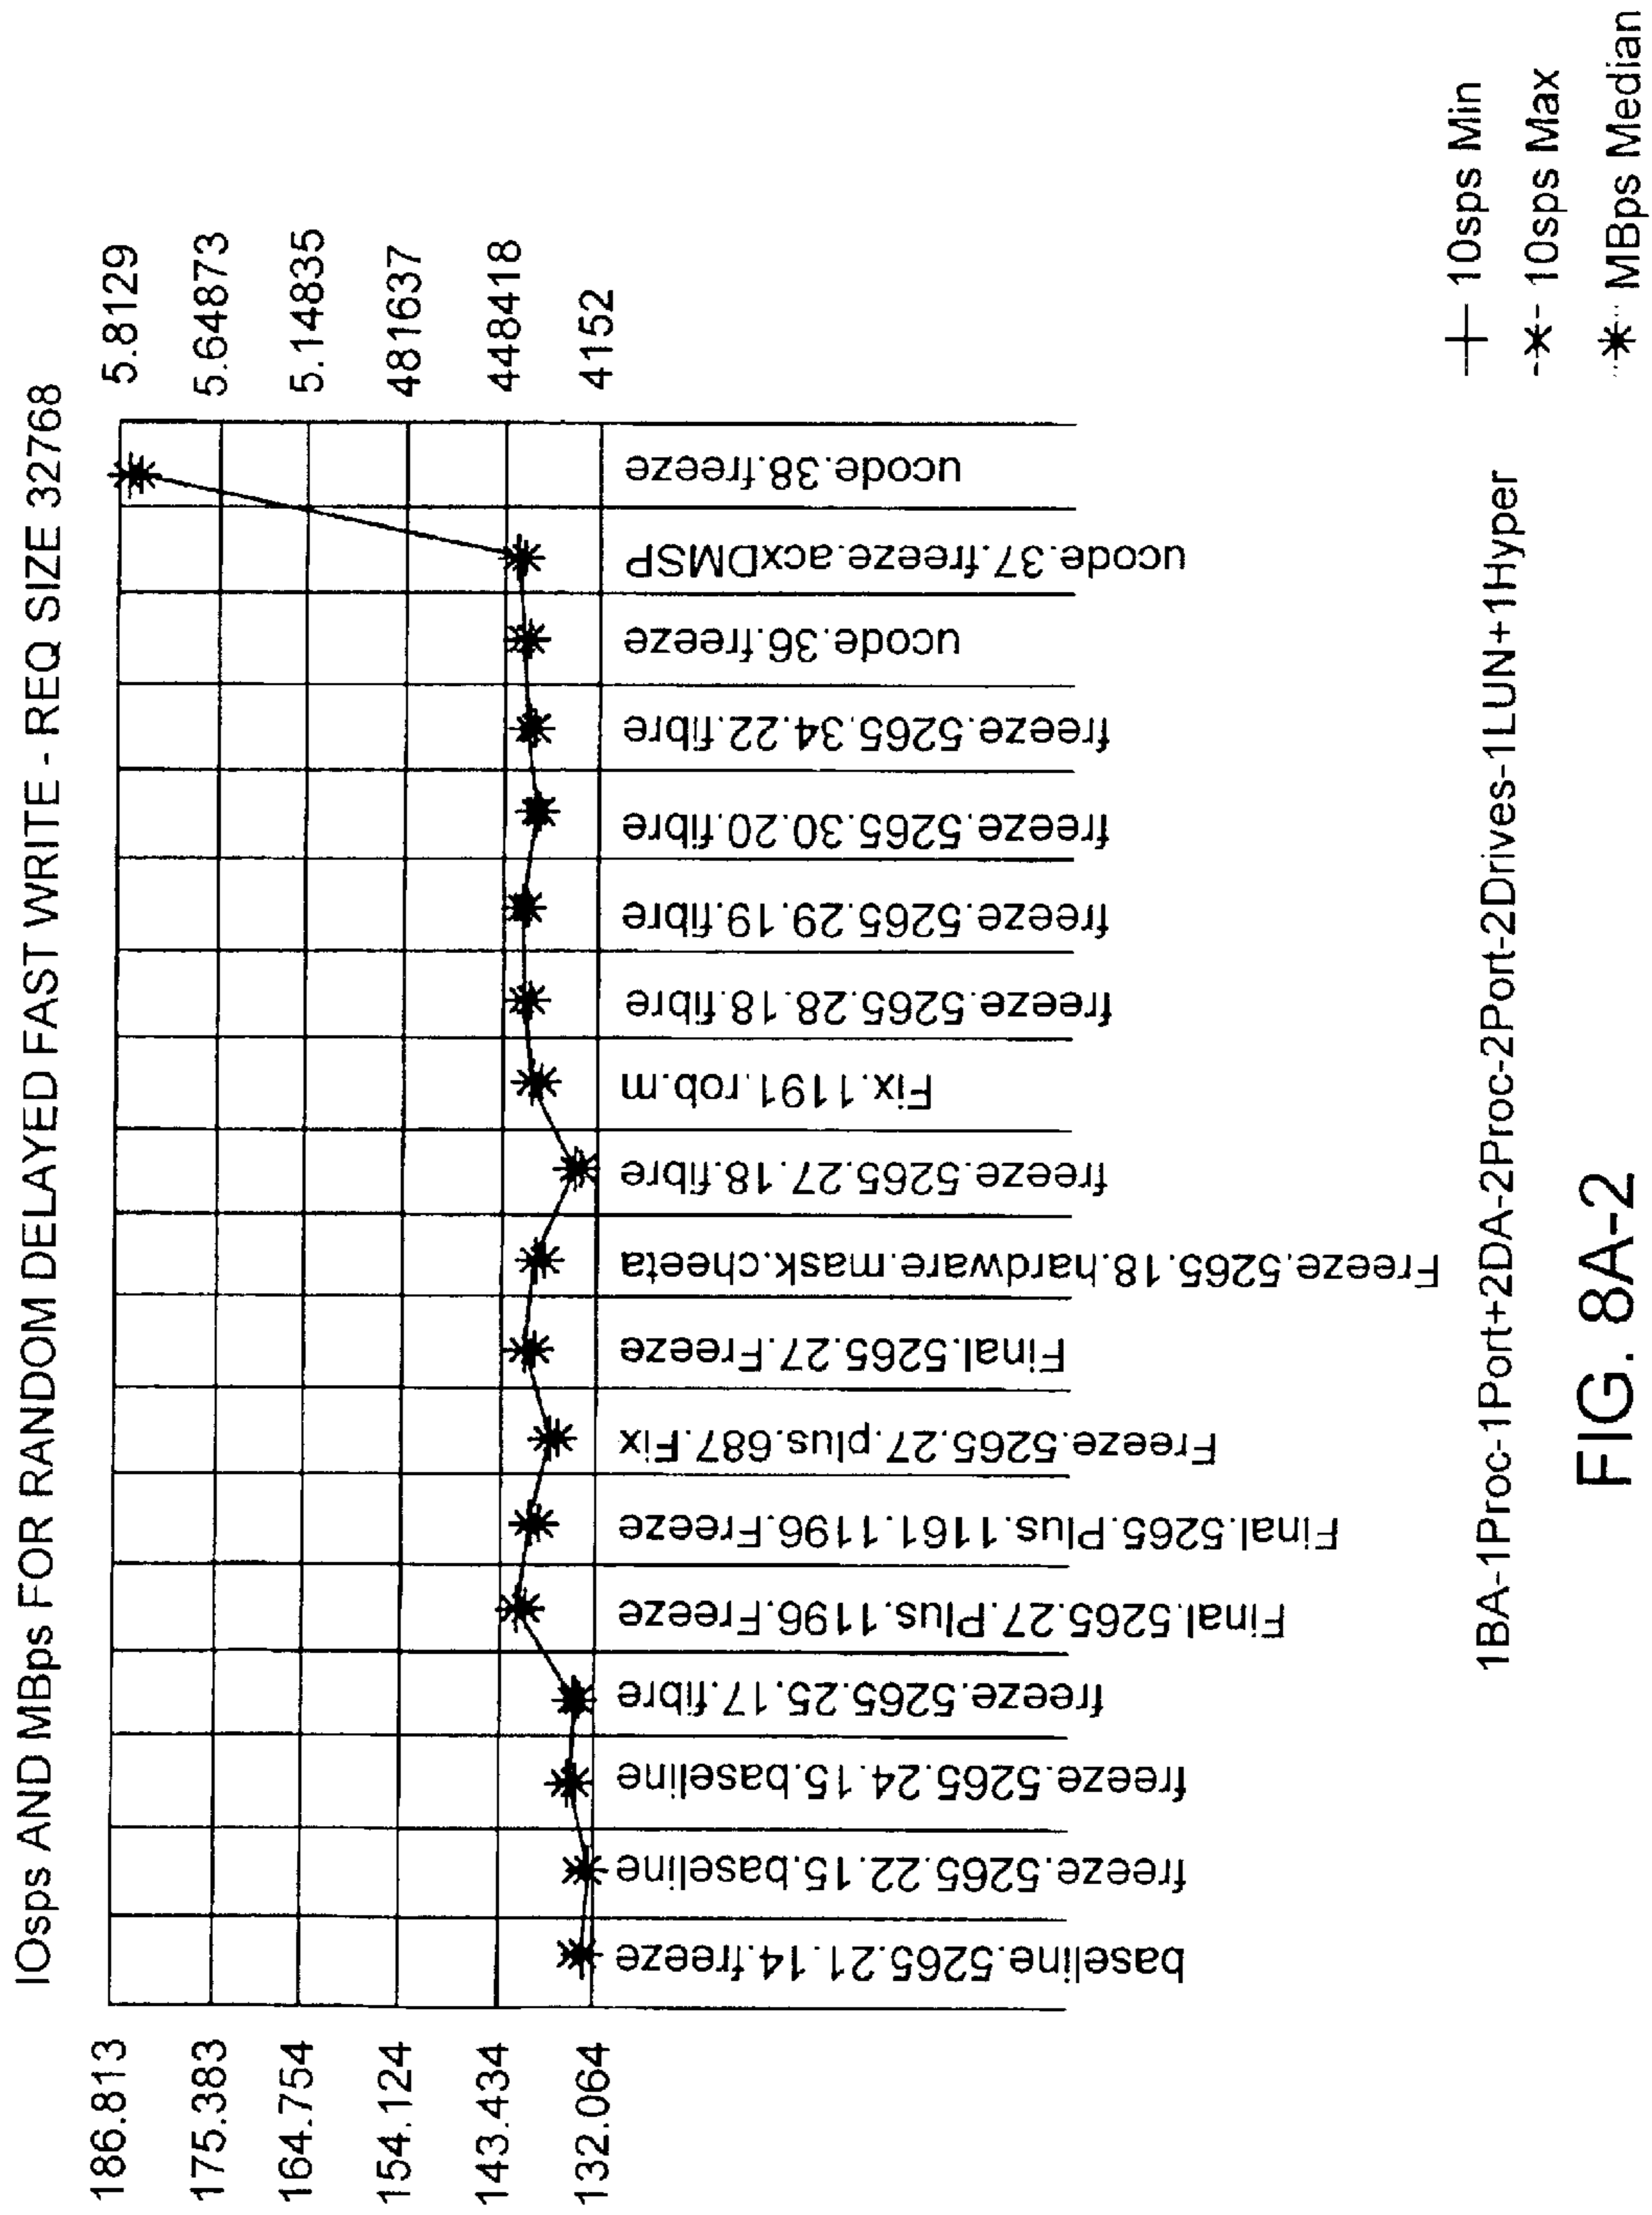 IOsps AND MBps FOR RANDOM DELAYED FAST WRITE - REQ SIZE 32768
186.813
175.383
164.754
154.124
143.434
132.064
5.8129
5.64873
5.14835
481637
448418
4152
baseline.5265.21.14.freeze
freeze.5265.22.15.baseline
freeze.5265.24.15.baseline
freeze.5265.25.17.fibre
Final.5265.27.Plus.1196.Freeze
Final.5265.Plus.1161.1196.Freeze
Freeze.5265.27.plus.687.Fix
Final.5265.27.Freeze
Freeze.5265.18.hardware.mask.cheeta
freeze.5265.27.18.fibre
Fix.1191.rob.m
freeze.5265.28.18.fibre
freeze.5265.29.19.fibre
freeze.5265.30.20.fibre
freeze.5265.34.22.fibre
ucode.36.freeze
ucode.37.freeze.acxDMSP
ucode.38.freeze
10sps Min
10sps Max
MBps Median
1BA-1Proc-1Port+2DA-2Proc-2Port-2Drives-1LUN+1Hyper
FIG. 8A-2